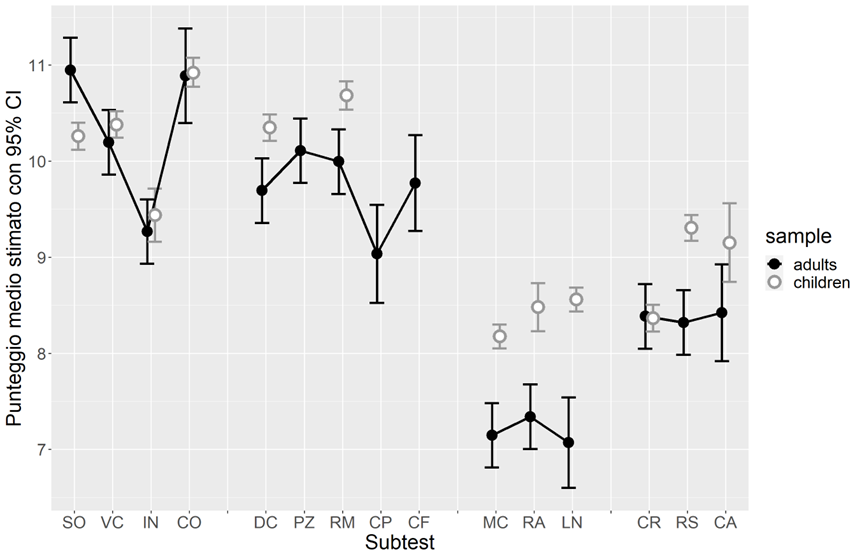 Punteggio medio stimato con 95% CI
11
10
9
8
7
SO VC IN CO DC PZ RM CP CF MC RA LN CR RS CA
Subtest
sample
adults
children